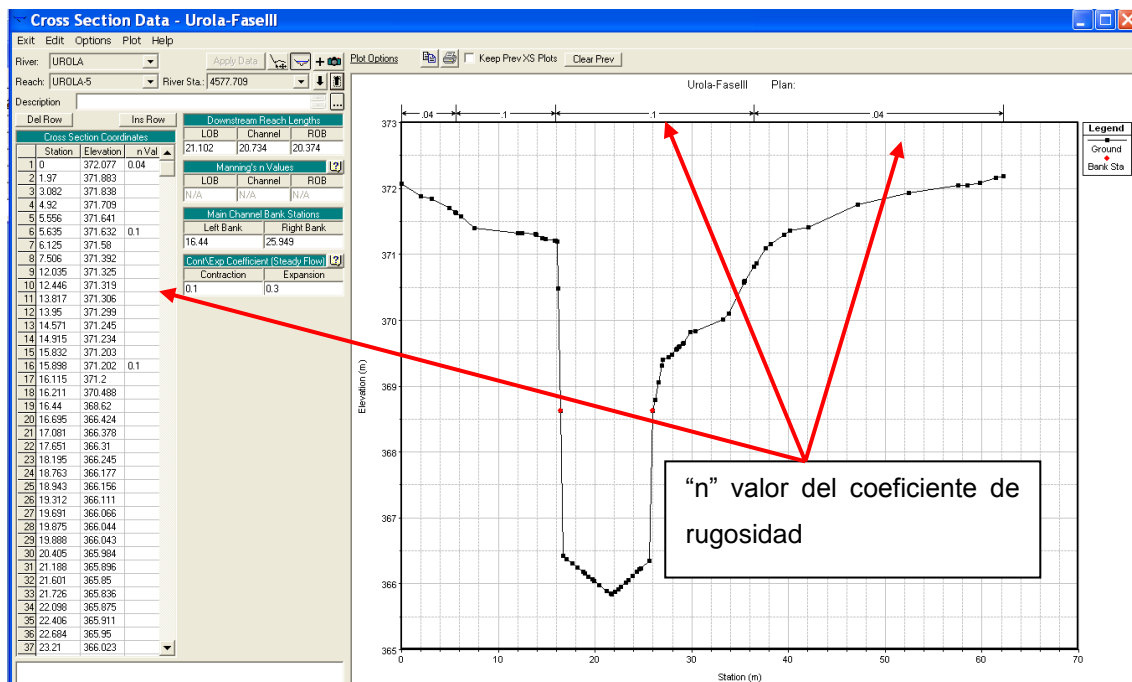 Cross Section Data - Urola-FaseIII
Exit Edit Options Plot Help
River: UROLA Apply Data
Reach: UROLA-5 River Sta.: 4577.709
Description ...
Del Row Ins Row
Cross Section Coordinates
Station Elevation n Val
1 0 372.077 0.04
2 1.97 371.883
3 3.082 371.838
4 4.92 371.709
5 5.556 371.641
6 5.635 371.632 0.1
7 6.125 371.58
8 7.506 371.392
9 12.035 371.325
10 12.446 371.319
11 13.817 371.306
12 13.95 371.299
13 14.571 371.245
14 14.915 371.234
15 15.832 371.203
16 15.898 371.202 0.1
17 16.115 371.2
18 16.211 370.488
19 16.44 368.62
20 16.695 366.424
21 17.081 366.378
22 17.651 366.31
23 18.195 366.245
24 18.763 366.177
25 18.943 366.156
26 19.312 366.111
27 19.691 366.066
28 19.875 366.044
29 19.888 366.043
30 20.405 365.984
31 21.188 365.896
32 21.601 365.85
33 21.726 365.836
34 22.098 365.875
35 22.406 365.911
36 22.684 365.95
37 23.21 366.023
Downstream Reach Lengths
LOB Channel ROB
21.102 20.734 20.374
Manning's n Values [?]
LOB Channel ROB
N/A N/A N/A
Main Channel Bank Stations
Left Bank Right Bank
16.44 25.949
Cont\Exp Coefficient (Steady Flow) [?]
Contraction Expansion
0.1 0.3
Plot Options Keep Prev XS Plots Clear Prev
Urola-FaseIII Plan:
.04 .1 .1 .04
373
372
371
370
369
368
367
366
365
Elevation (m)
0 10 20 30 40 50 60 70
Station (m)
Legend
Ground
Bank Sta
“n” valor del coeficiente de
rugosidad